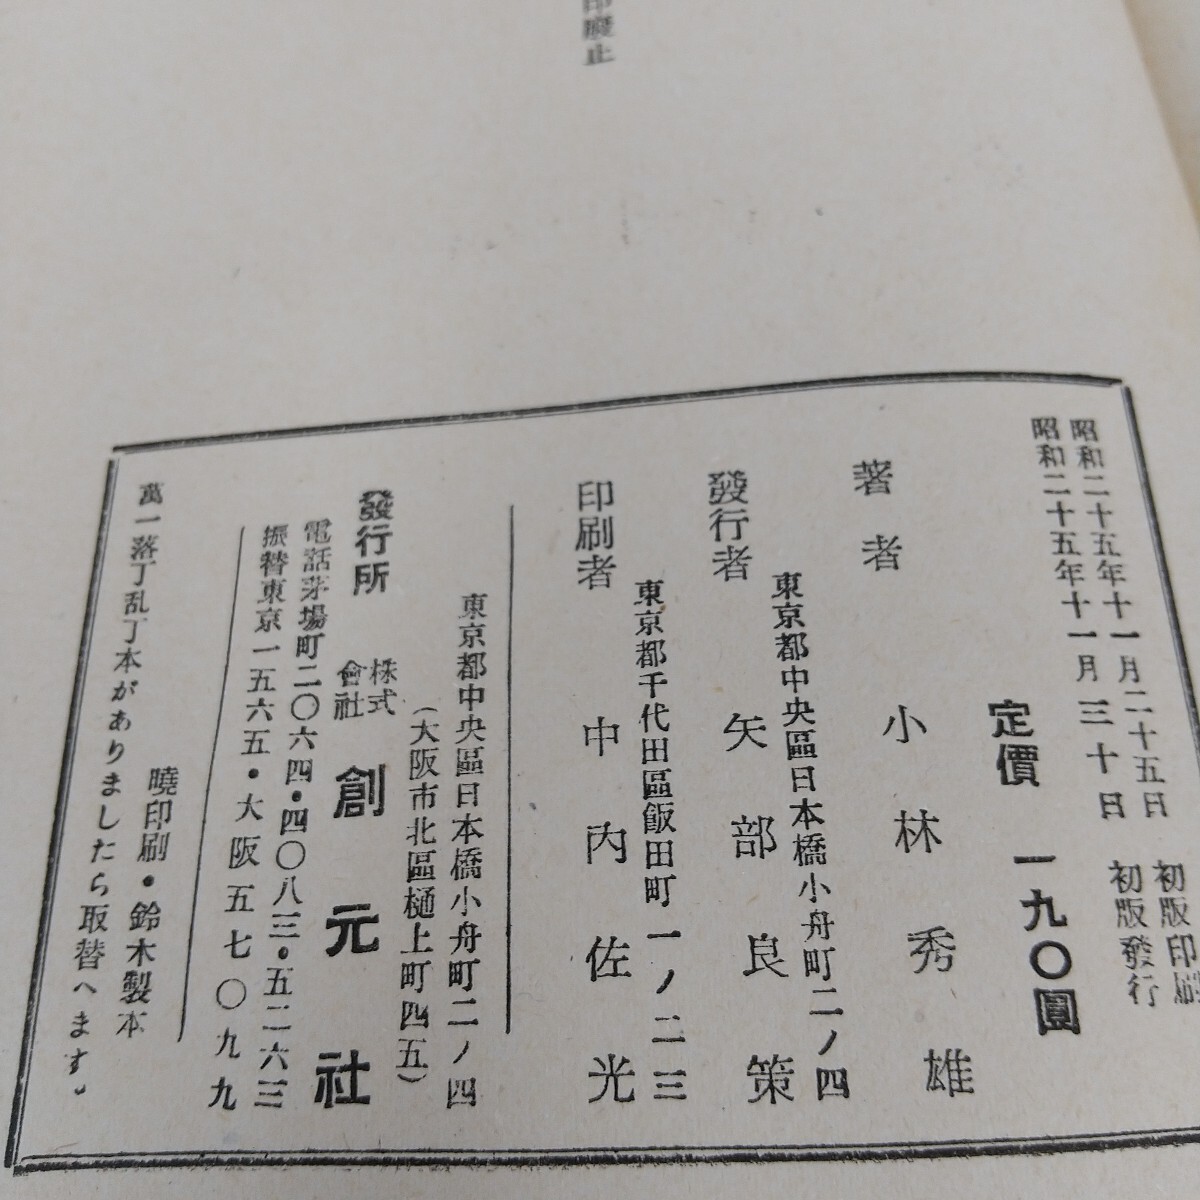 印廢止
昭和二十五年十一月二十五日 初版印刷
昭和二十五年十一月三十日 初版發行
定價 一九〇圓
著者 小林秀雄
東京都中央區日本橋小舟町二ノ四
發行者 矢部良策
東京都千代田區飯田町一ノ二三
印刷者 中内佐光
東京都中央區日本橋小舟町二ノ四
(大阪市北區樋上町四五)
發行所 株式會社 創元社
電話茅場町二〇六四・四〇八三・五二六三
振替東京一五六五・大阪五七〇九九
曉印刷・鈴木製本
萬一落丁乱丁本がありましたら取替へます。